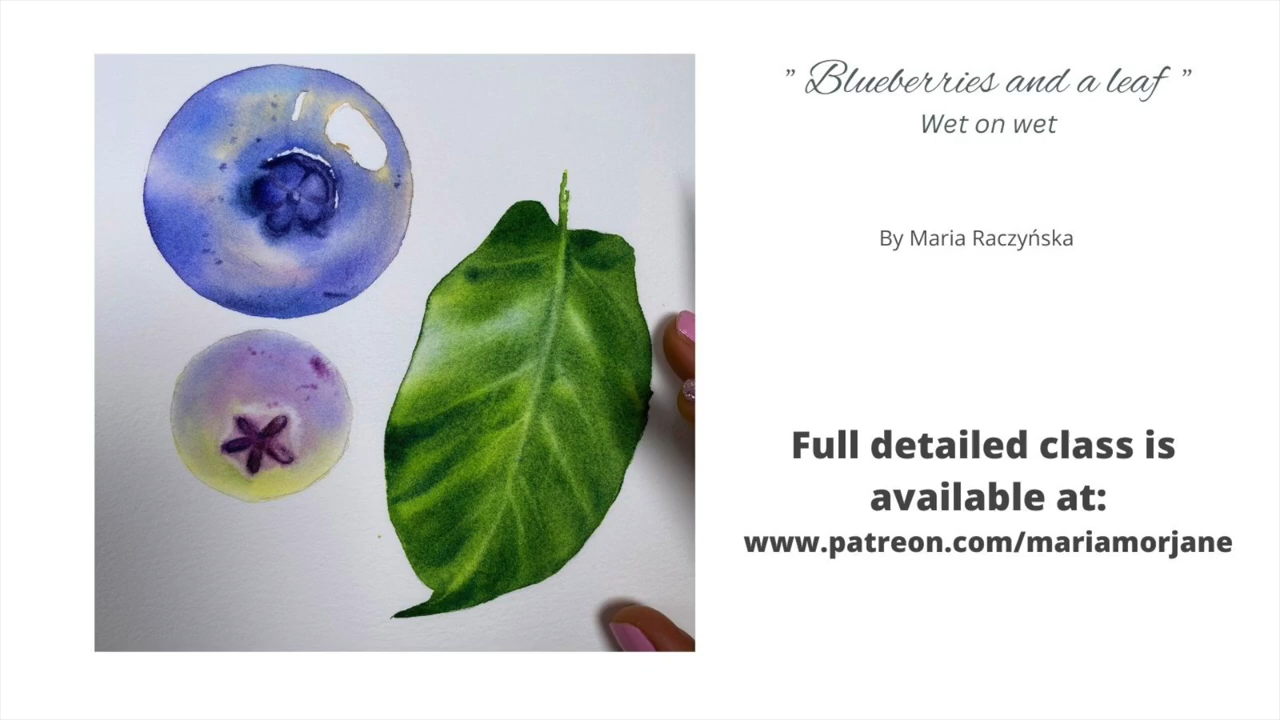 " Blueberries and a leaf "
Wet on wet
By Maria Raczyńska
Full detailed class is
available at:
www.patreon.com/mariamorjane